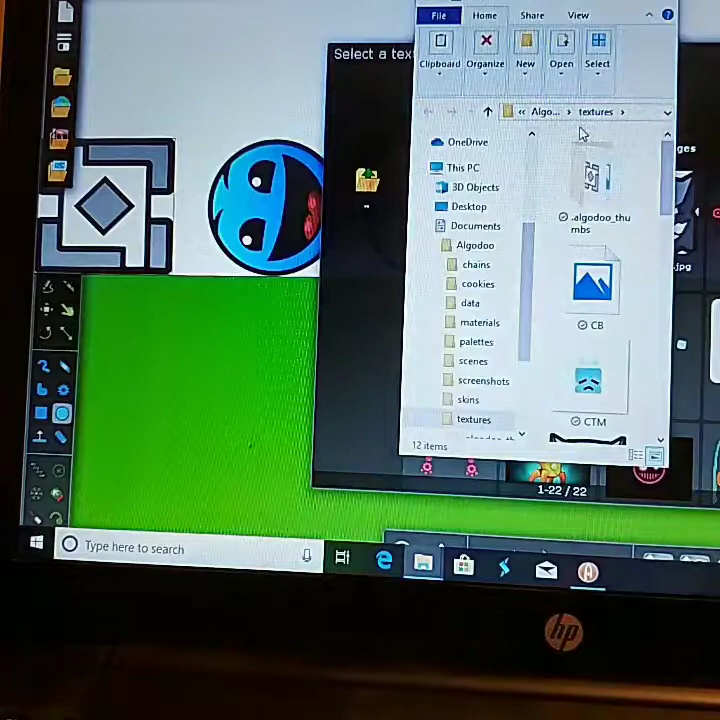 File Home Share View
Select a tex
Clipboard Organize New Open Select
« Algo... › textures ›
OneDrive
This PC
3D Objects
Desktop
Documents
Algodoo
chains
cookies
data
materials
palettes
scenes
screenshots
skins
textures
.algodoo_thu
mbs
CB
CTM
12 items
ges
.jpg
1-22 / 22
Type here to search
hp